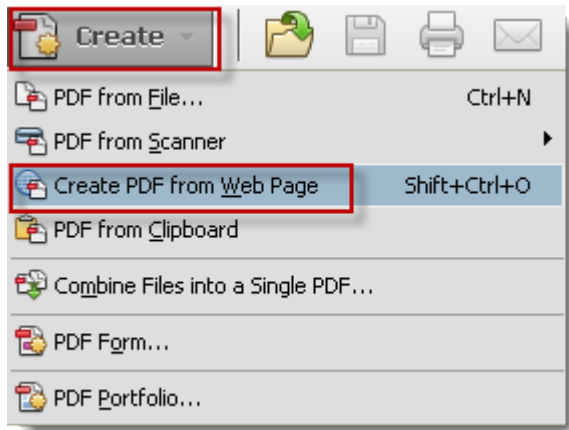 Create
PDF from File... Ctrl+N
PDF from Scanner
Create PDF from Web Page Shift+Ctrl+O
PDF from Clipboard
Combine Files into a Single PDF...
PDF Form...
PDF Portfolio...